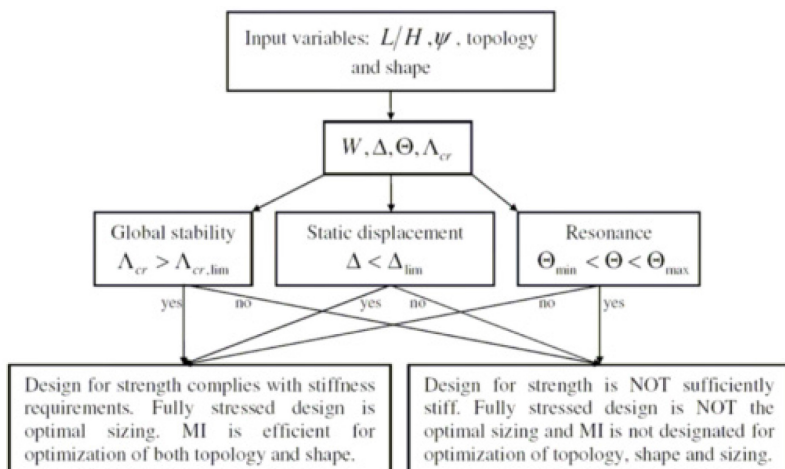 Input variables: L/H, ψ, topology
and shape
W, Δ, Θ, Λcr
Global stability
Λcr > Λcr,lim
Static displacement
Δ < Δlim
Resonance
Θmin < Θ < Θmax
yes
no
yes
no
no
yes
Design for strength complies with stiffness
requirements. Fully stressed design is
optimal sizing. MI is efficient for
optimization of both topology and shape.
Design for strength is NOT sufficiently
stiff. Fully stressed design is NOT the
optimal sizing and MI is not designated for
optimization of topology, shape and sizing.